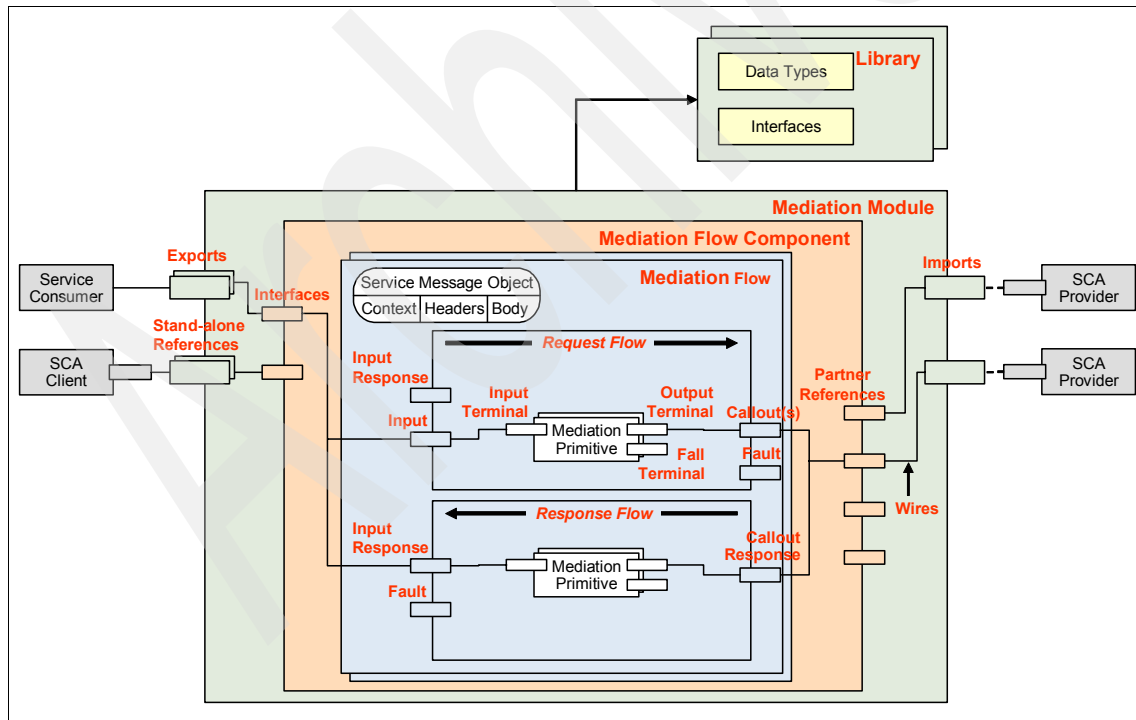 Library
Data Types
Interfaces
Mediation Module
Mediation Flow Component
Mediation Flow
Exports
Imports
Service
Consumer
SCA
Provider
Interfaces
Service Message Object
Context
Headers
Body
Stand-alone
References
SCA
Client
SCA
Provider
Request Flow
Input
Response
Partner
References
Input
Terminal
Output
Terminal
Callout(s)
Input
Mediation
Primitive
Fall
Terminal
Fault
Wires
Response Flow
Input
Response
Callout
Response
Mediation
Primitive
Fault